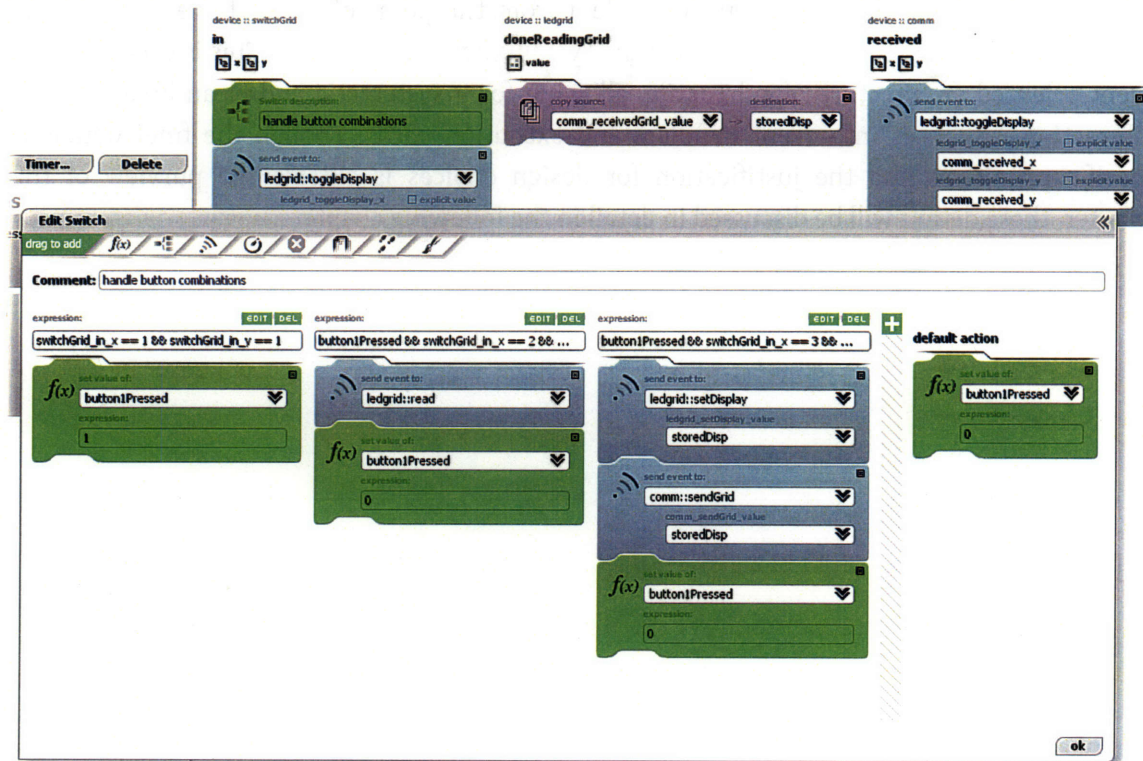 device :: switchGrid
in
x y
Switch description:
handle button combinations
send event to:
ledgrid::toggleDisplay
ledgrid_toggleDisplay_x explicit value
device :: ledgrid
doneReadingGrid
value
copy source:
destination:
comm_receivedGrid_value --> storedDisp
device :: comm
received
x y
send event to:
ledgrid::toggleDisplay
ledgrid_toggleDisplay_x explicit value
comm_received_x
ledgrid_toggleDisplay_y explicit value
comm_received_y
Timer... Delete
Edit Switch
drag to add f(x)
Comment: handle button combinations
expression: EDIT DEL
switchGrid_in_x == 1 && switchGrid_in_y == 1
f(x)
set value of:
button1Pressed
expression:
1
expression: EDIT DEL
button1Pressed && switchGrid_in_x == 2 && ...
send event to:
ledgrid::read
f(x)
set value of:
button1Pressed
expression:
0
expression: EDIT DEL
button1Pressed && switchGrid_in_x == 3 && ...
send event to:
ledgrid::setDisplay
ledgrid_setDisplay_value
storedDisp
send event to:
comm::sendGrid
comm_sendGrid_value
storedDisp
f(x)
set value of:
button1Pressed
expression:
0
+
default action
f(x)
set value of:
button1Pressed
expression:
0
ok